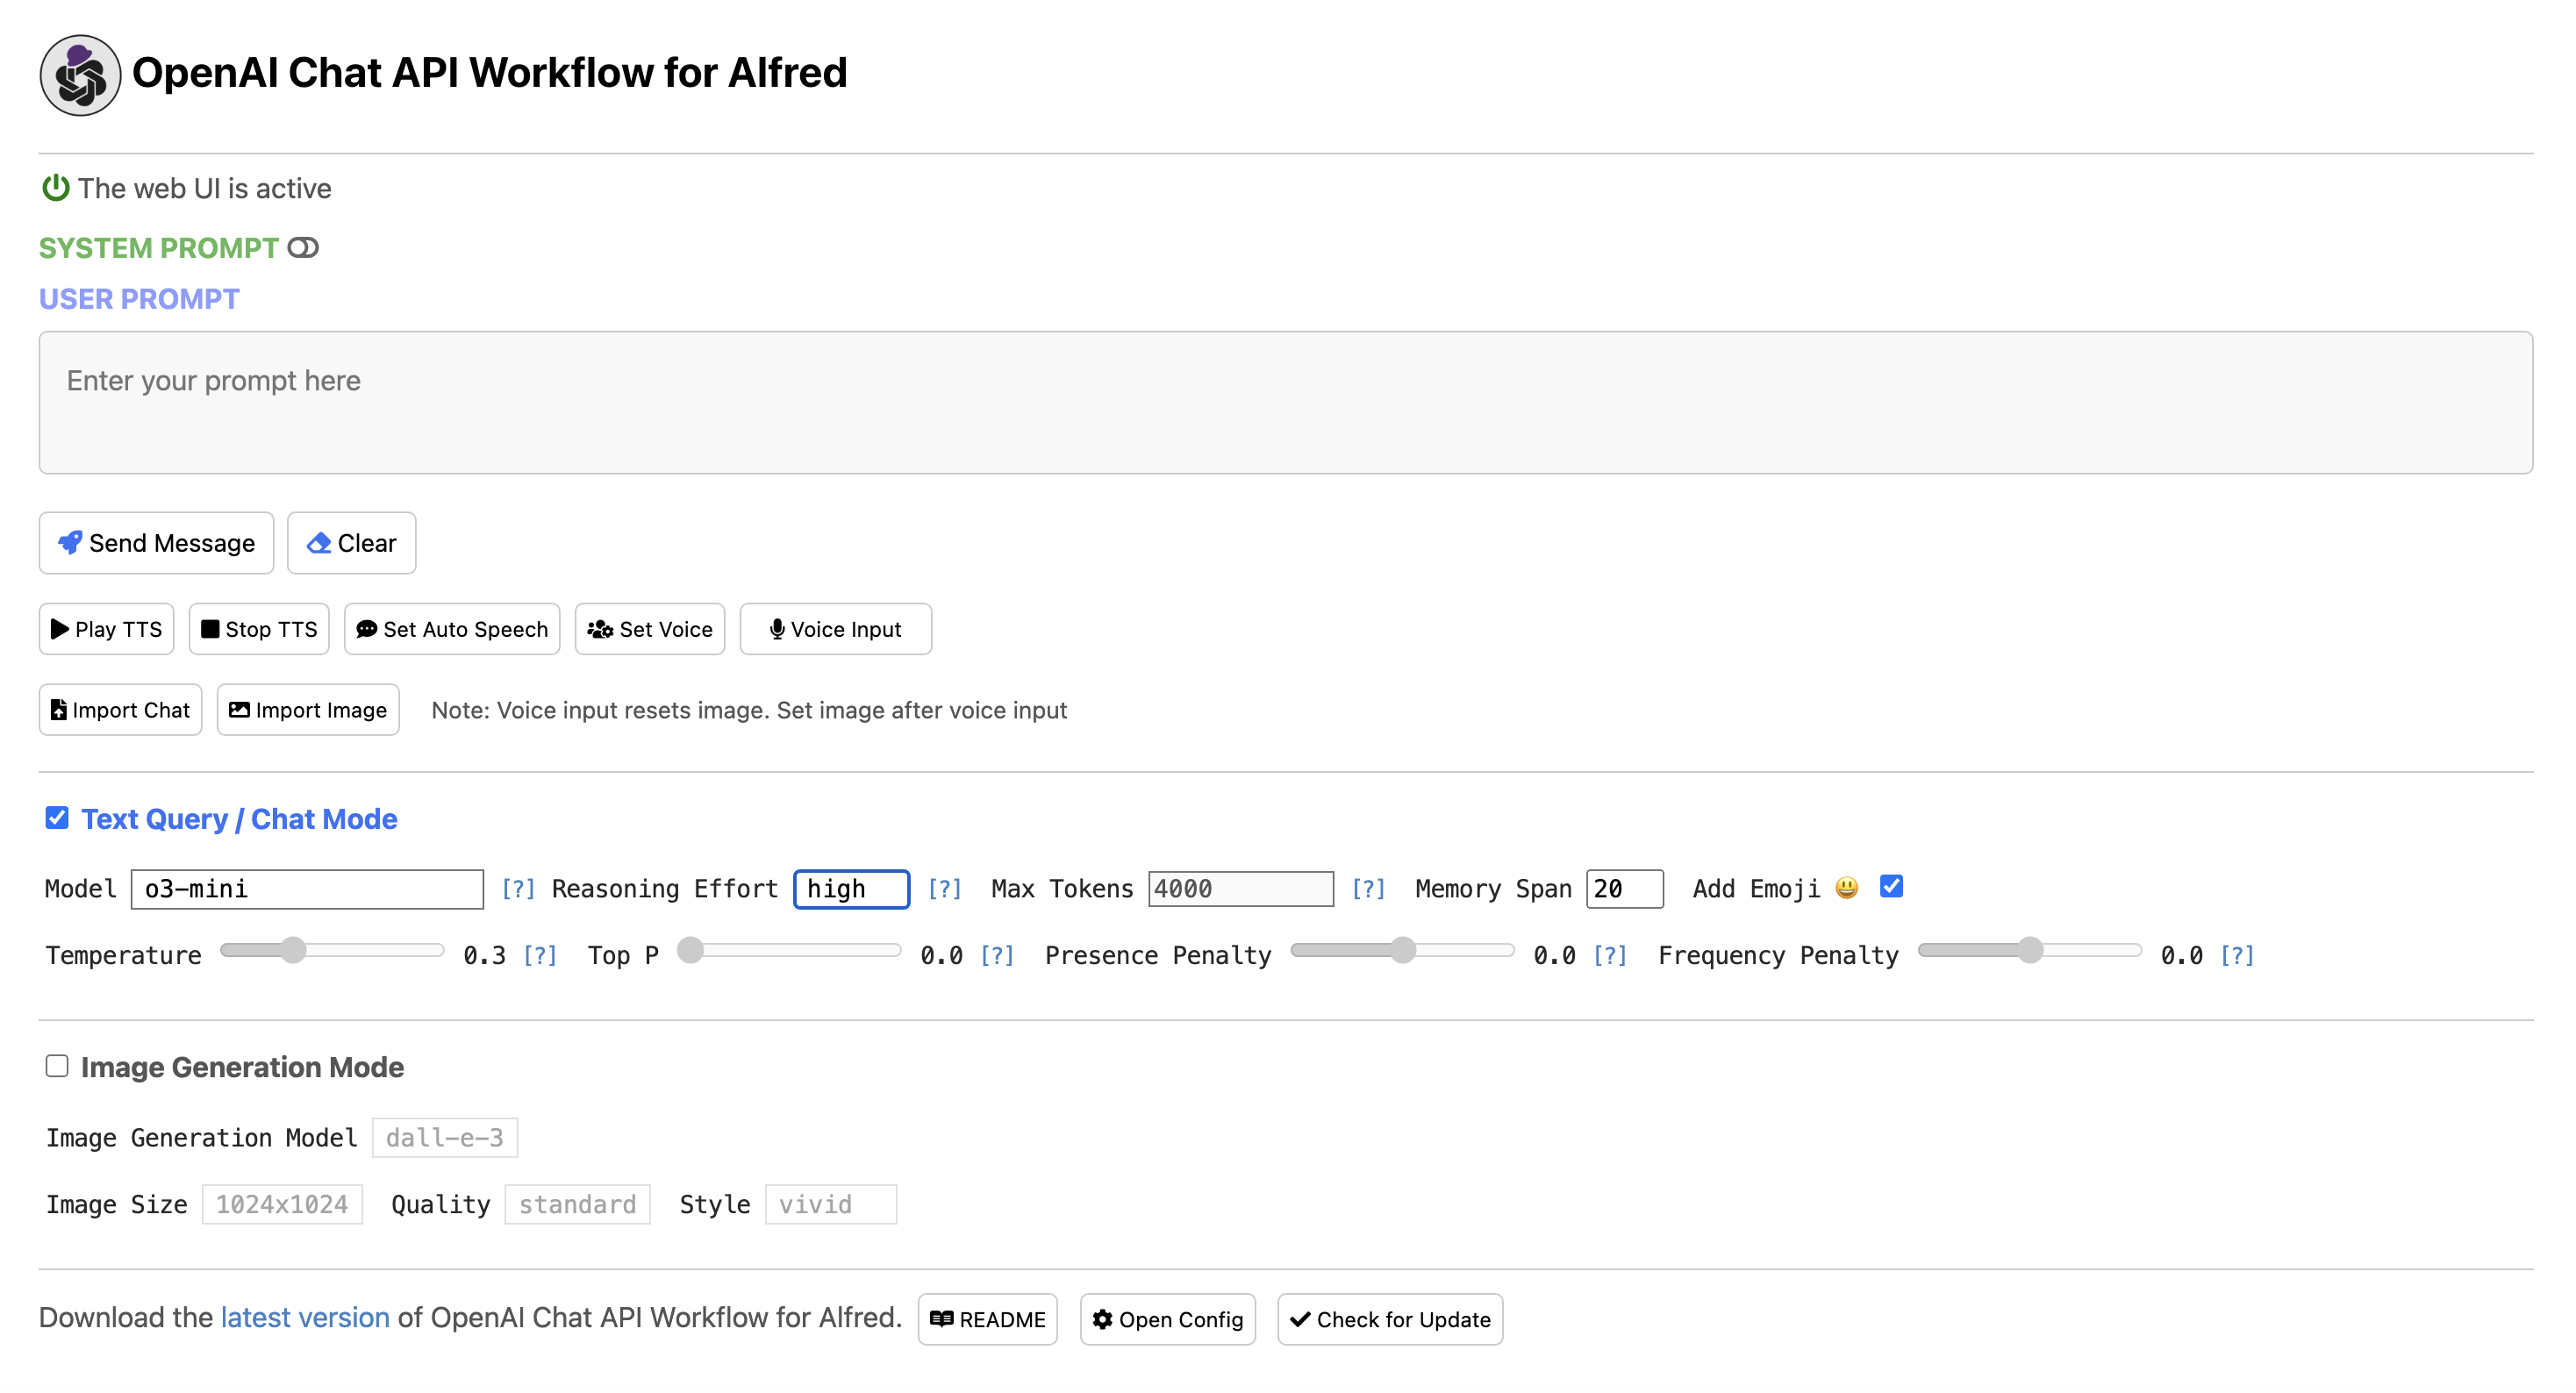 OpenAI Chat API Workflow for Alfred
The web UI is active
SYSTEM PROMPT
USER PROMPT
Enter your prompt here
Send Message Clear
Play TTS Stop TTS Set Auto Speech Set Voice Voice Input
Import Chat Import Image Note: Voice input resets image. Set image after voice input
Text Query / Chat Mode
Model o3-mini [?] Reasoning Effort high [?] Max Tokens 4000 [?] Memory Span 20 Add Emoji 😃
Temperature 0.3 [?] Top P 0.0 [?] Presence Penalty 0.0 [?] Frequency Penalty 0.0 [?]
Image Generation Mode
Image Generation Model dall-e-3
Image Size 1024x1024 Quality standard Style vivid
Download the latest version of OpenAI Chat API Workflow for Alfred. README Open Config Check for Update